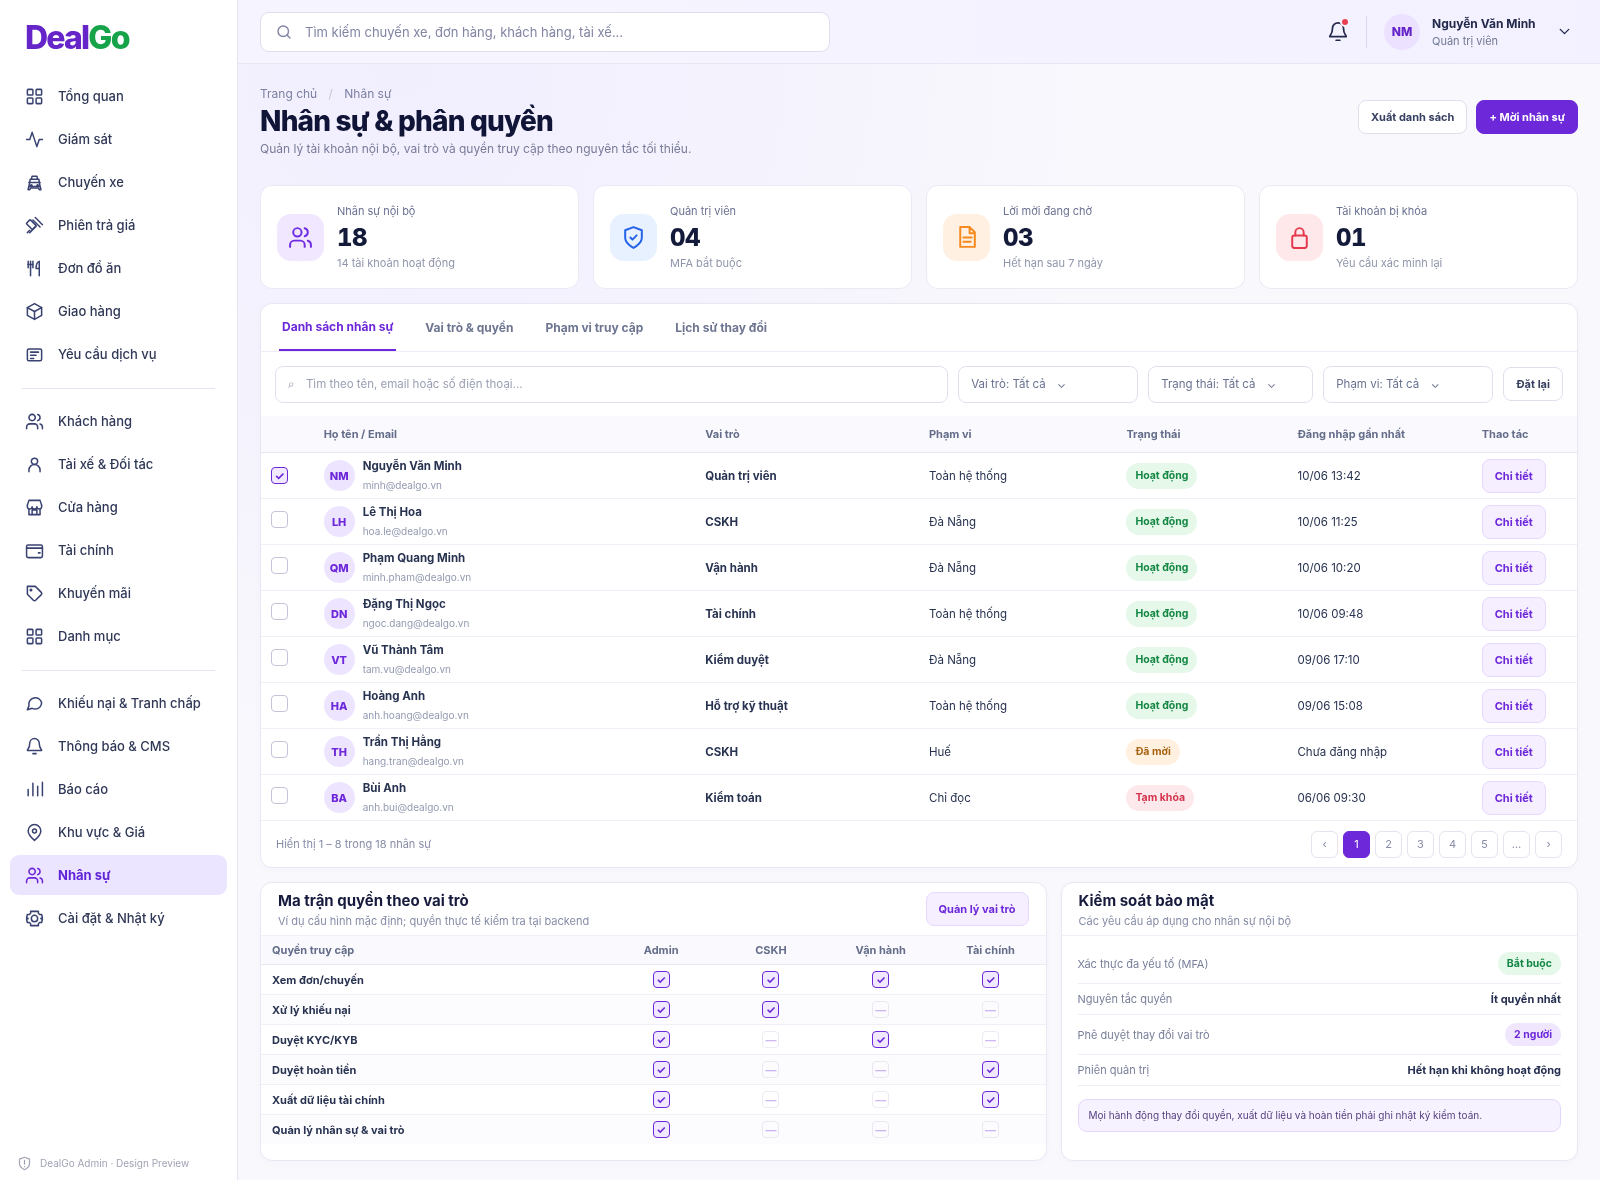 DealGo
Tổng quan
Giám sát
Chuyến xe
Phiên trả giá
Đơn đồ ăn
Giao hàng
Yêu cầu dịch vụ
Khách hàng
Tài xế & Đối tác
Cửa hàng
Tài chính
Khuyến mãi
Danh mục
Khiếu nại & Tranh chấp
Thông báo & CMS
Báo cáo
Khu vực & Giá
Nhân sự
Cài đặt & Nhật ký
DealGo Admin · Design Preview
Tìm kiếm chuyến xe, đơn hàng, khách hàng, tài xế...
NM
Nguyễn Văn Minh
Quản trị viên
Trang chủ / Nhân sự
Nhân sự & phân quyền
Quản lý tài khoản nội bộ, vai trò và quyền truy cập theo nguyên tắc tối thiểu.
Xuất danh sách
+ Mời nhân sự
Nhân sự nội bộ
18
14 tài khoản hoạt động
Quản trị viên
04
MFA bắt buộc
Lời mời đang chờ
03
Hết hạn sau 7 ngày
Tài khoản bị khóa
01
Yêu cầu xác minh lại
Danh sách nhân sự Vai trò & quyền Phạm vi truy cập Lịch sử thay đổi
Tìm theo tên, email hoặc số điện thoại... Vai trò: Tất cả Trạng thái: Tất cả Phạm vi: Tất cả Đặt lại
Họ tên / Email Vai trò Phạm vi Trạng thái Đăng nhập gần nhất Thao tác
NM Nguyễn Văn Minh Quản trị viên Toàn hệ thống Hoạt động 10/06 13:42 Chi tiết
minh@dealgo.vn
LH Lê Thị Hoa CSKH Đà Nẵng Hoạt động 10/06 11:25 Chi tiết
hoa.le@dealgo.vn
QM Phạm Quang Minh Vận hành Đà Nẵng Hoạt động 10/06 10:20 Chi tiết
minh.pham@dealgo.vn
DN Đặng Thị Ngọc Tài chính Toàn hệ thống Hoạt động 10/06 09:48 Chi tiết
ngoc.dang@dealgo.vn
VT Vũ Thành Tâm Kiểm duyệt Đà Nẵng Hoạt động 09/06 17:10 Chi tiết
tam.vu@dealgo.vn
HA Hoàng Anh Hỗ trợ kỹ thuật Toàn hệ thống Hoạt động 09/06 15:08 Chi tiết
anh.hoang@dealgo.vn
TH Trần Thị Hằng CSKH Huế Đã mời Chưa đăng nhập Chi tiết
hang.tran@dealgo.vn
BA Bùi Anh Kiểm toán Chỉ đọc Tạm khóa 06/06 09:30 Chi tiết
anh.bui@dealgo.vn
Hiển thị 1 – 8 trong 18 nhân sự
‹ 1 2 3 4 5 ... ›
Ma trận quyền theo vai trò
Ví dụ cấu hình mặc định; quyền thực tế kiểm tra tại backend
Quản lý vai trò
Quyền truy cập Admin CSKH Vận hành Tài chính
Xem đơn/chuyến
Xử lý khiếu nại — —
Duyệt KYC/KYB — —
Duyệt hoàn tiền — —
Xuất dữ liệu tài chính — —
Quản lý nhân sự & vai trò — — —
Kiểm soát bảo mật
Các yêu cầu áp dụng cho nhân sự nội bộ
Xác thực đa yếu tố (MFA) Bắt buộc
Nguyên tắc quyền Ít quyền nhất
Phê duyệt thay đổi vai trò 2 người
Phiên quản trị Hết hạn khi không hoạt động
Mọi hành động thay đổi quyền, xuất dữ liệu và hoàn tiền phải ghi nhật ký kiểm toán.